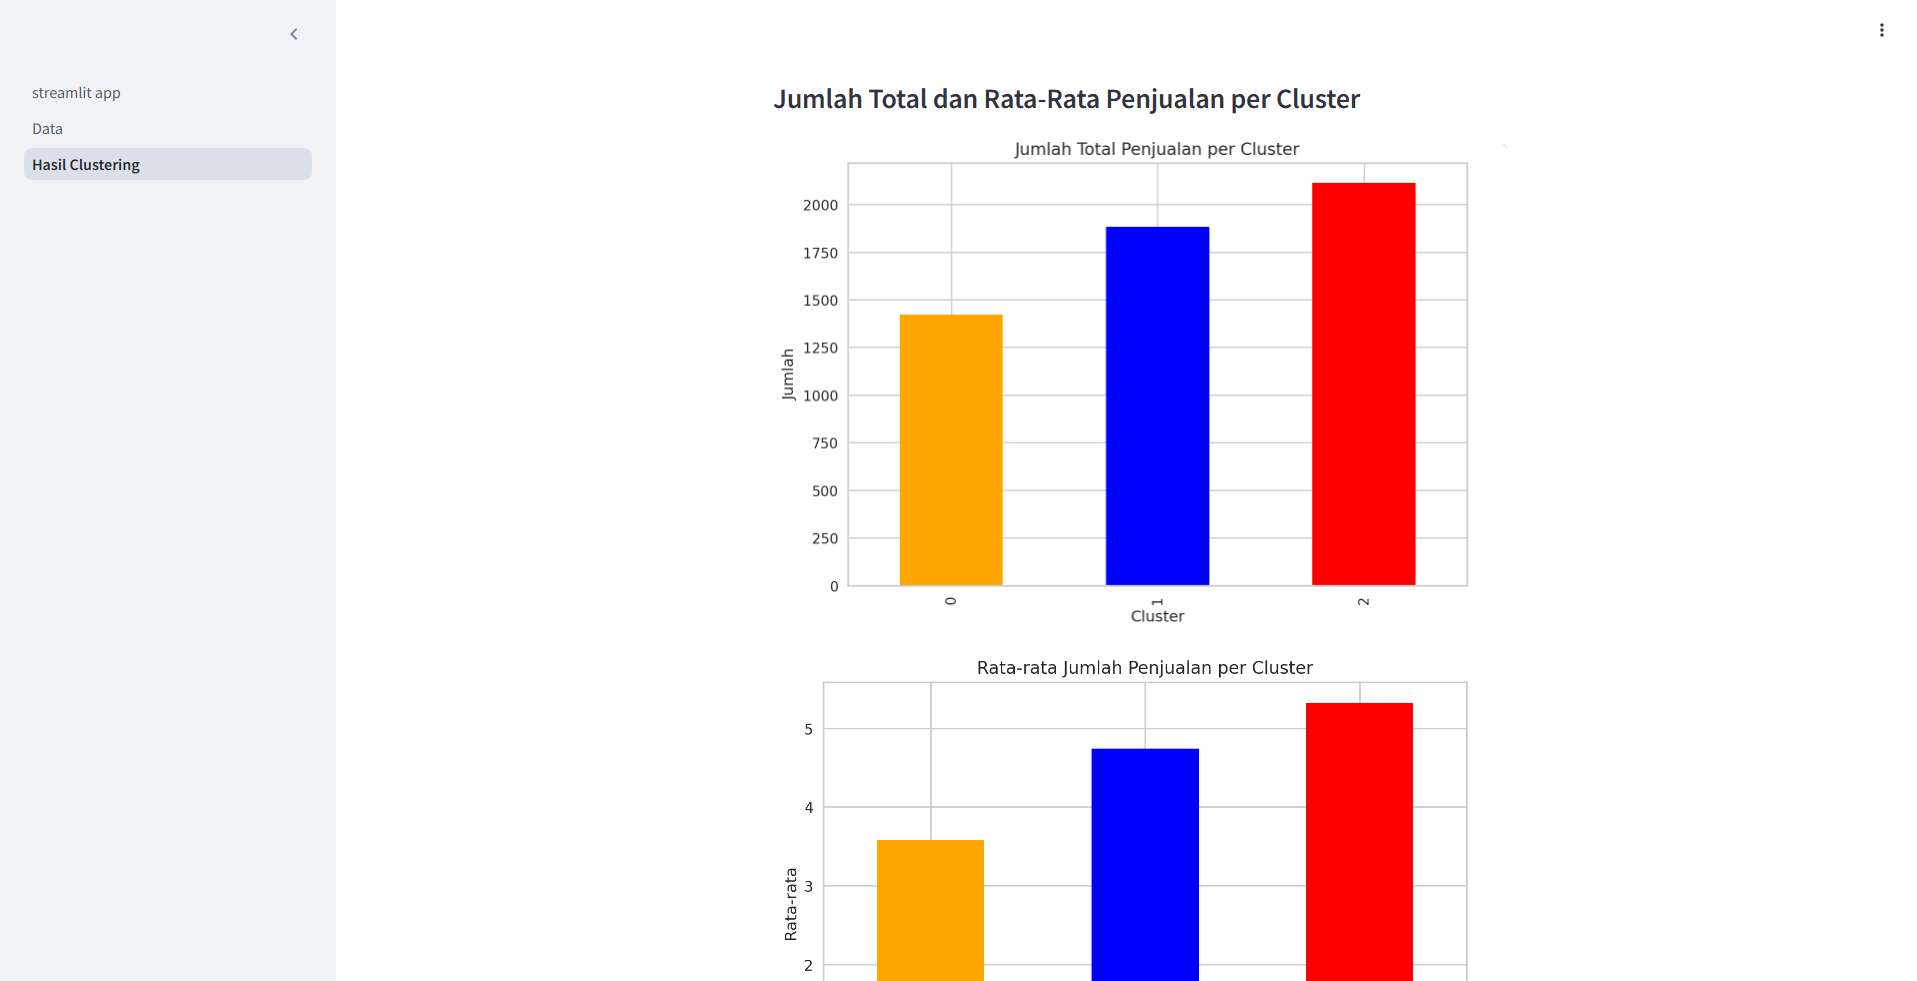 streamlit app
Data
Hasil Clustering
Jumlah Total dan Rata-Rata Penjualan per Cluster
Jumlah Total Penjualan per Cluster
Jumlah
2000
1750
1500
1250
1000
750
500
250
0
0
1
2
Cluster
Rata-rata Jumlah Penjualan per Cluster
Rata-rata
5
4
3
2